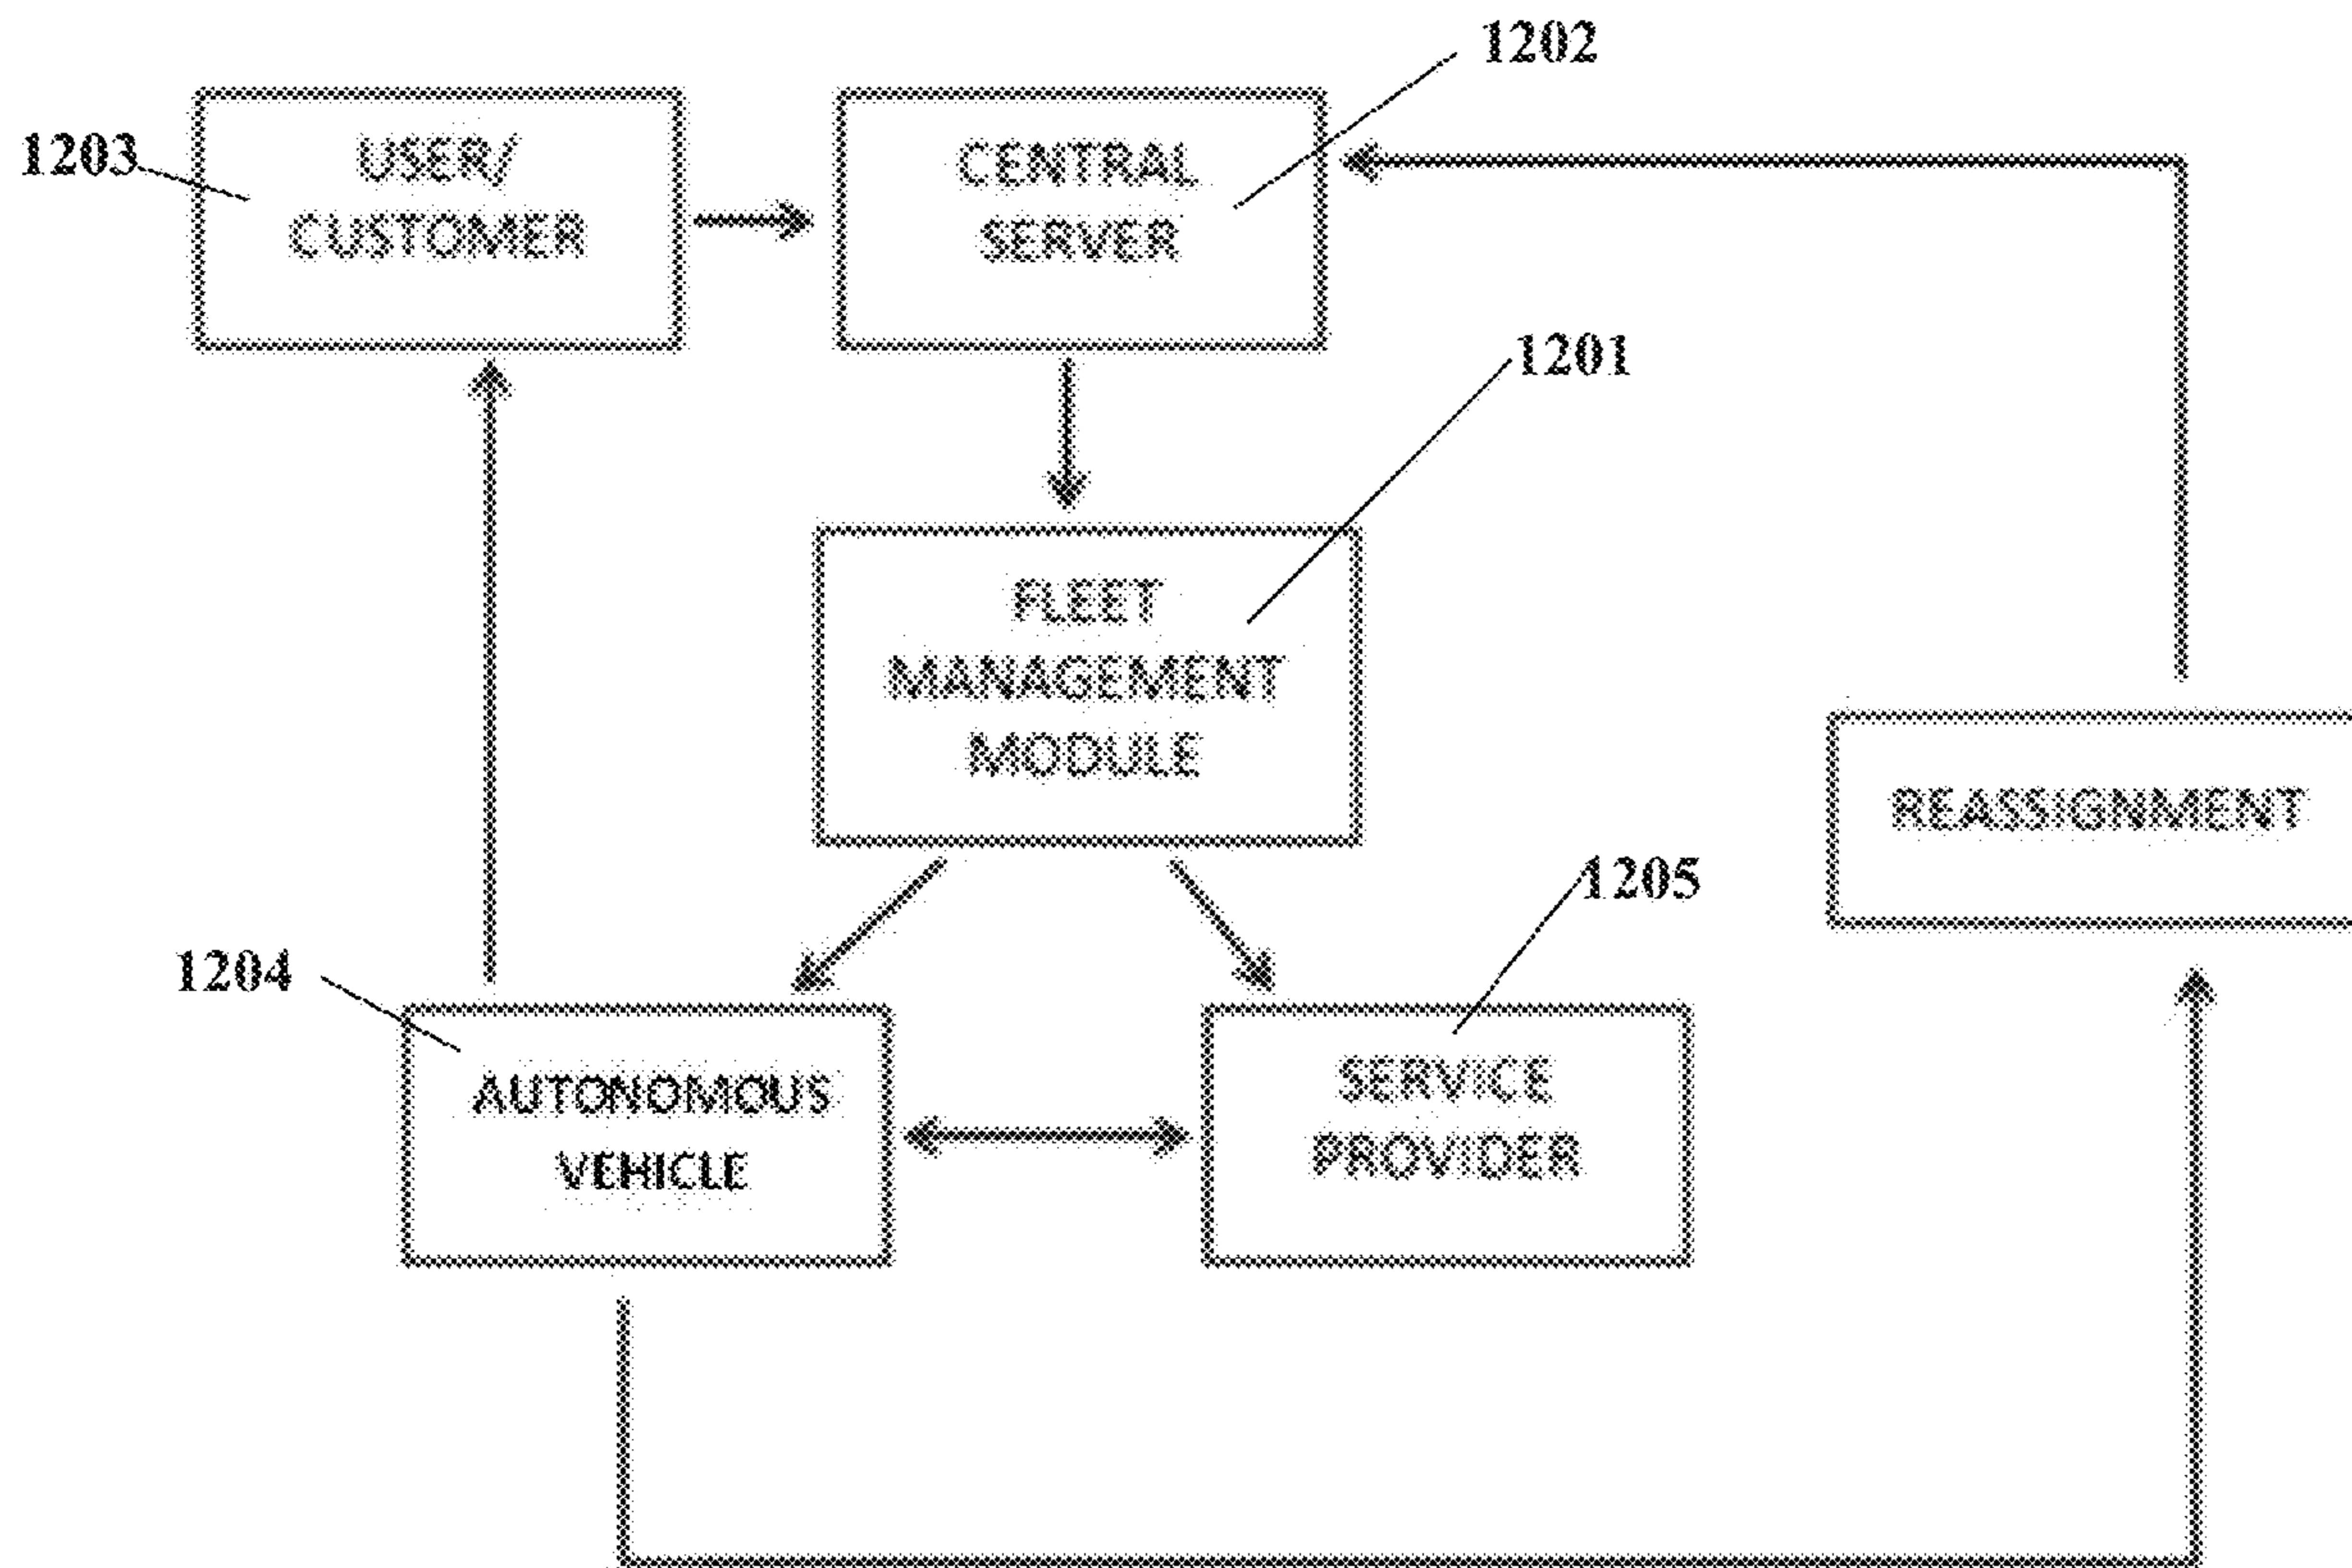 1202
1203
USER/
CUSTOMER
CENTRAL
SERVER
1201
FLEET
MANAGEMENT
MODULE
REASSIGNMENT
1205
1204
AUTONOMOUS
VEHICLE
SERVICE
PROVIDER